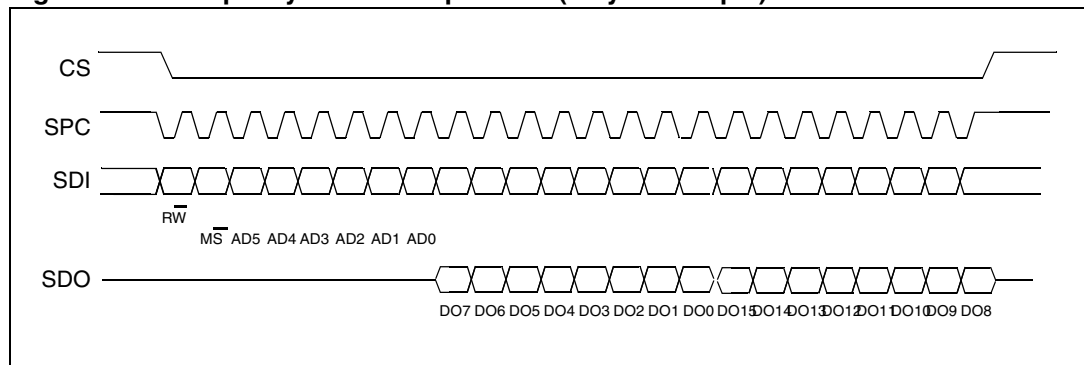 CS
SPC
SDI
RW
MS AD5 AD4 AD3 AD2 AD1 AD0
SDO
DO7 DO6 DO5 DO4 DO3 DO2 DO1 DO0 DO15 DO14 DO13 DO12 DO11 DO10 DO9 DO8